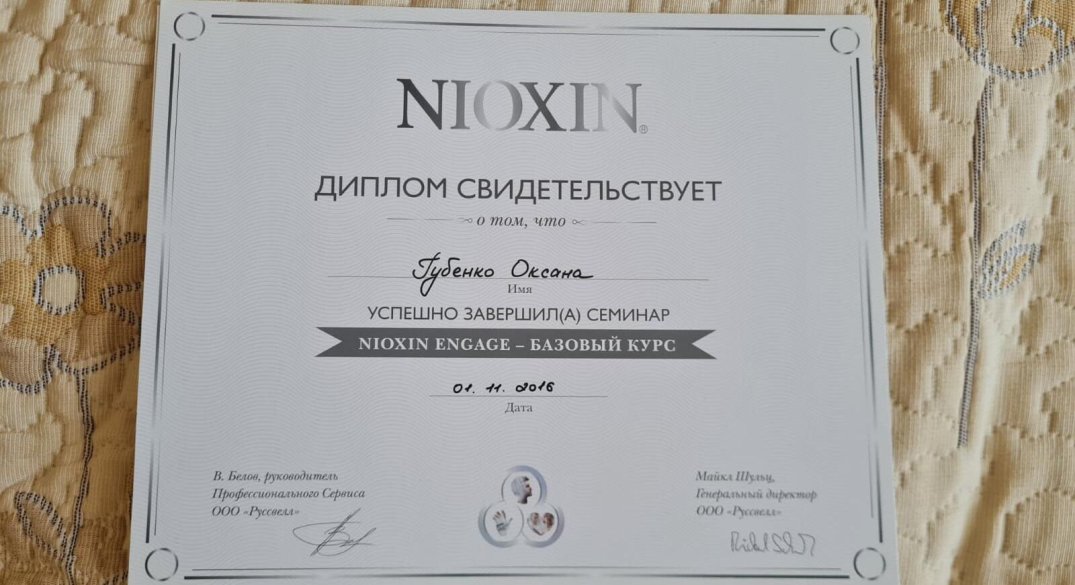 NIOXIN®
ДИПЛОМ СВИДЕТЕЛЬСТВУЕТ
о том, что
Губенко Оксана
Имя
УСПЕШНО ЗАВЕРШИЛ(А) СЕМИНАР
NIOXIN ENGAGE – БАЗОВЫЙ КУРС
01. 11. 2016
Дата
В. Белов, руководитель
Профессионального Сервиса
ООО «Руссвелл»
Майкл Шульц,
Генеральный директор
ООО «Руссвелл»